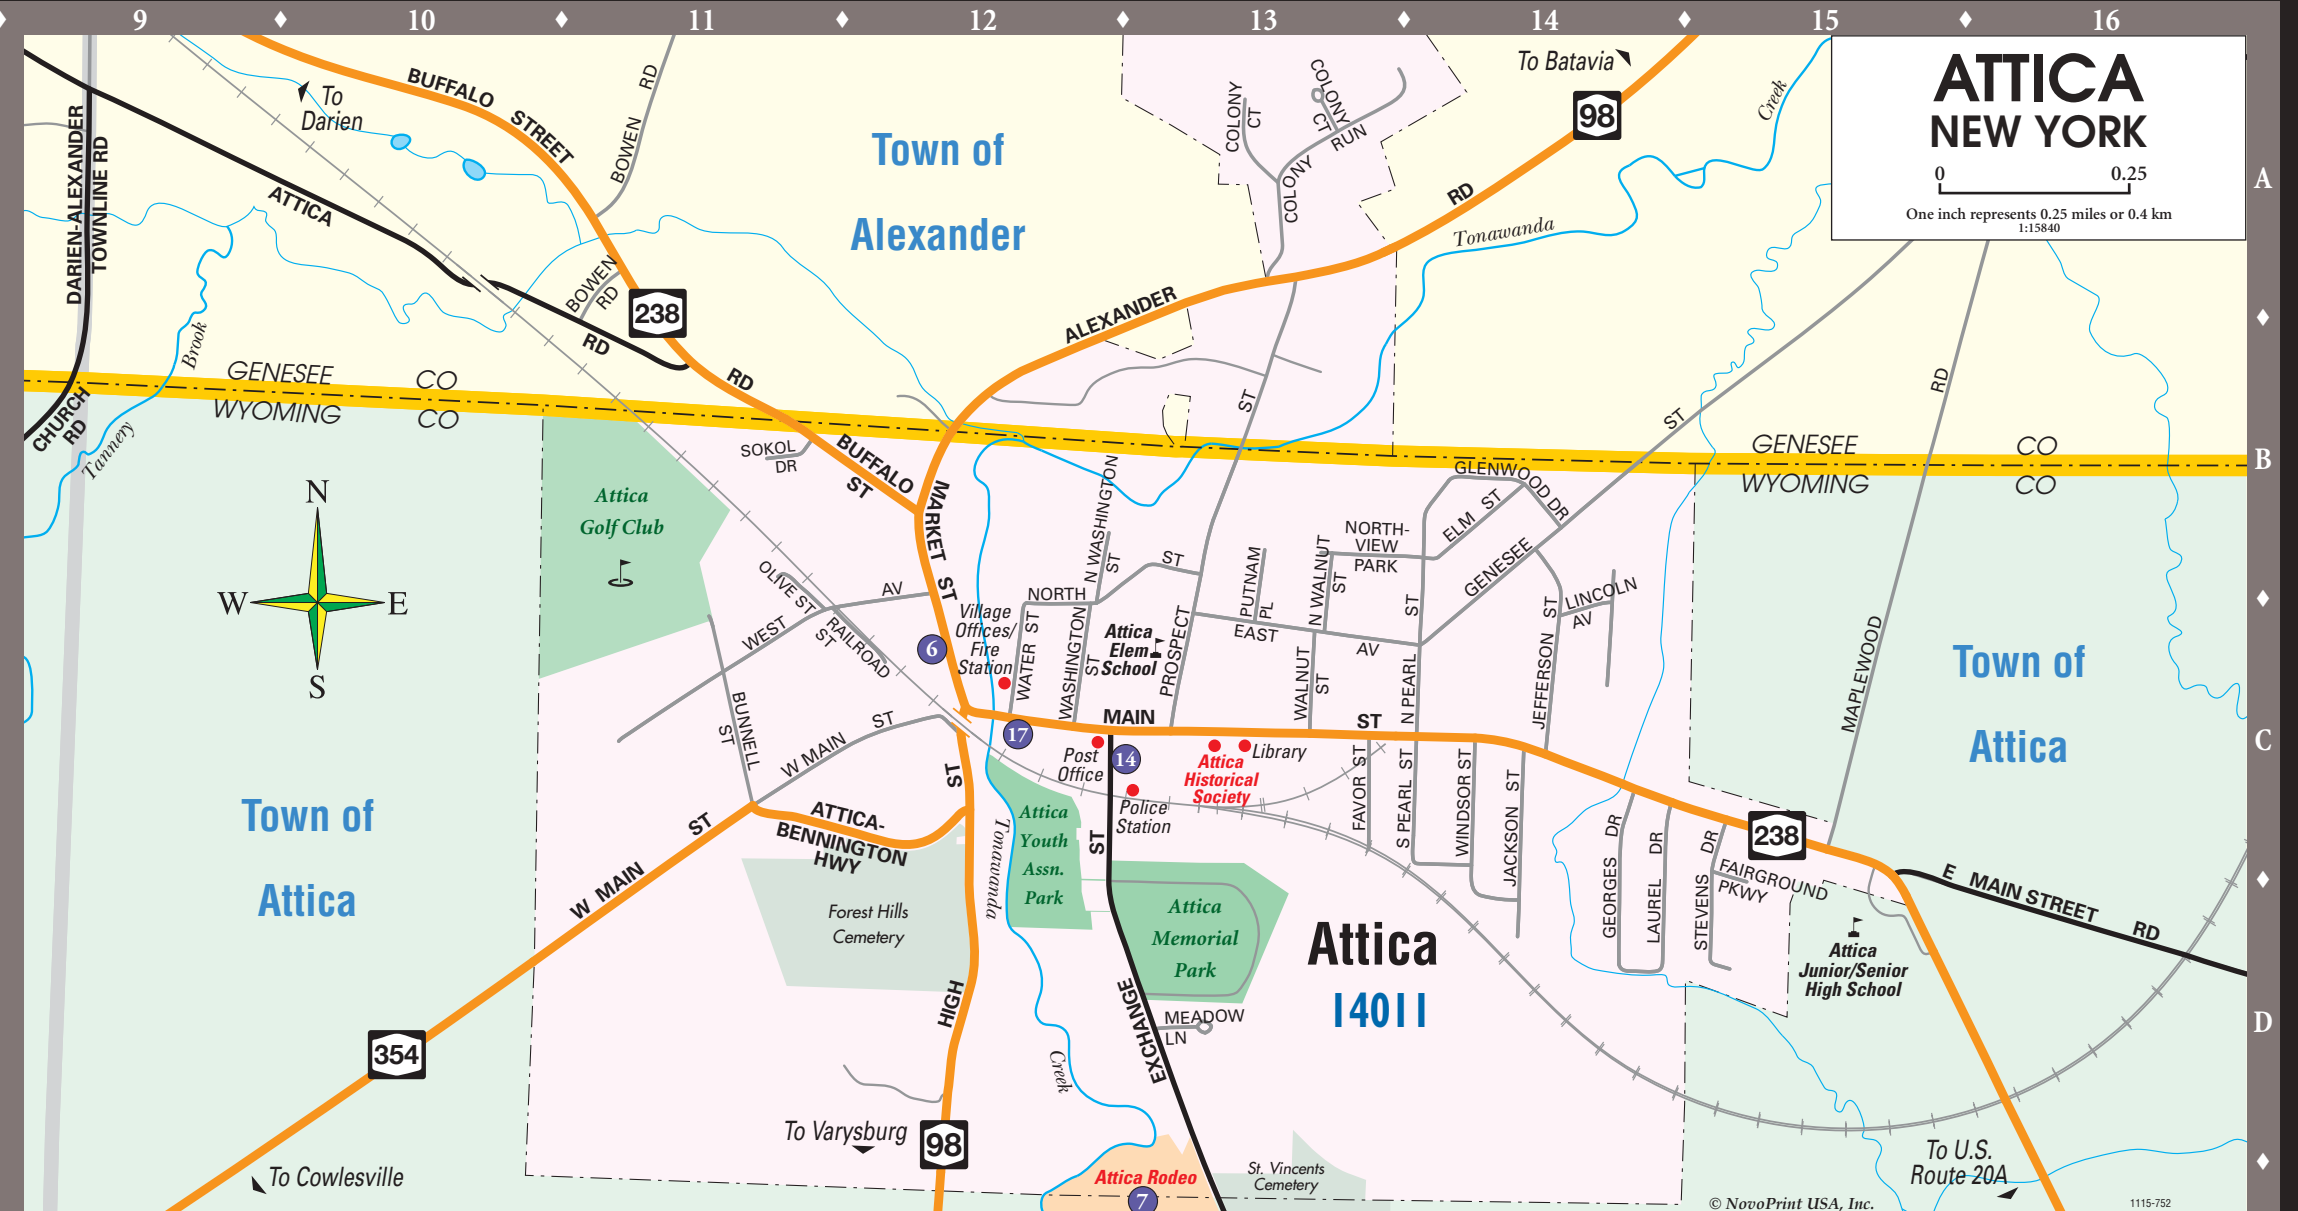 9 10 11 12 13 14 15 16
ATTICA
NEW YORK
0 0.25
One inch represents 0.25 miles or 0.4 km
1:15840
To Batavia
98
Creek
A
To
Darien
BUFFALO
STREET
BOWEN RD
Town of
Alexander
COLONY
CT
COLONY
CT
COLONY RUN
DARIEN-ALEXANDER
TOWNLINE RD
ATTICA
RD
Tonawanda
BOWEN
RD
238
RD
ALEXANDER
RD
Brook
Tannery
CHURCH
RD
GENESEE CO
WYOMING CO
RD
SOKOL
DR
BUFFALO
ST
ST
ST
RD
GENESEE CO
WYOMING CO
B
GLENWOOD DR
N
W E
S
Attica
Golf Club
MARKET ST
N WASHINGTON
ST
ST
NORTH-
VIEW
PARK
ELM ST
GENESEE
OLIVE ST
AV
WEST
RAILROAD
ST
NORTH
PUTNAM
PL
N WALNUT
ST
ST
LINCOLN
AV
Village
Offices/
Fire
Station
6
WATER ST
WASHINGTON
ST
Attica
Elem
School
PROSPECT
EAST
AV
WALNUT
ST
N PEARL
JEFFERSON
ST
MAPLEWOOD
Town of
Attica
BUNNELL
ST
W MAIN
ST
MAIN
ST
17
Post
Office
14
Attica
Historical
Society
Library
Police
Station
C
ST
ST
FAVOR ST
S PEARL ST
WINDSOR ST
JACKSON ST
Town of
Attica
W MAIN
ST
ATTICA-
BENNINGTON
HWY
Attica
Youth
Assn.
Park
Tonawanda
Forest Hills
Cemetery
Attica
Memorial
Park
Attica
14011
GEORGES DR
LAUREL DR
STEVENS DR
FAIRGROUND
PKWY
238
E MAIN STREET
RD
Attica
Junior/Senior
High School
HIGH
EXCHANGE
MEADOW
LN
D
354
Creek
To Varysburg
98
To Cowlesville
Attica Rodeo
7
St. Vincents
Cemetery
To U.S.
Route 20A
© NovoPrint USA, Inc.
1115-752